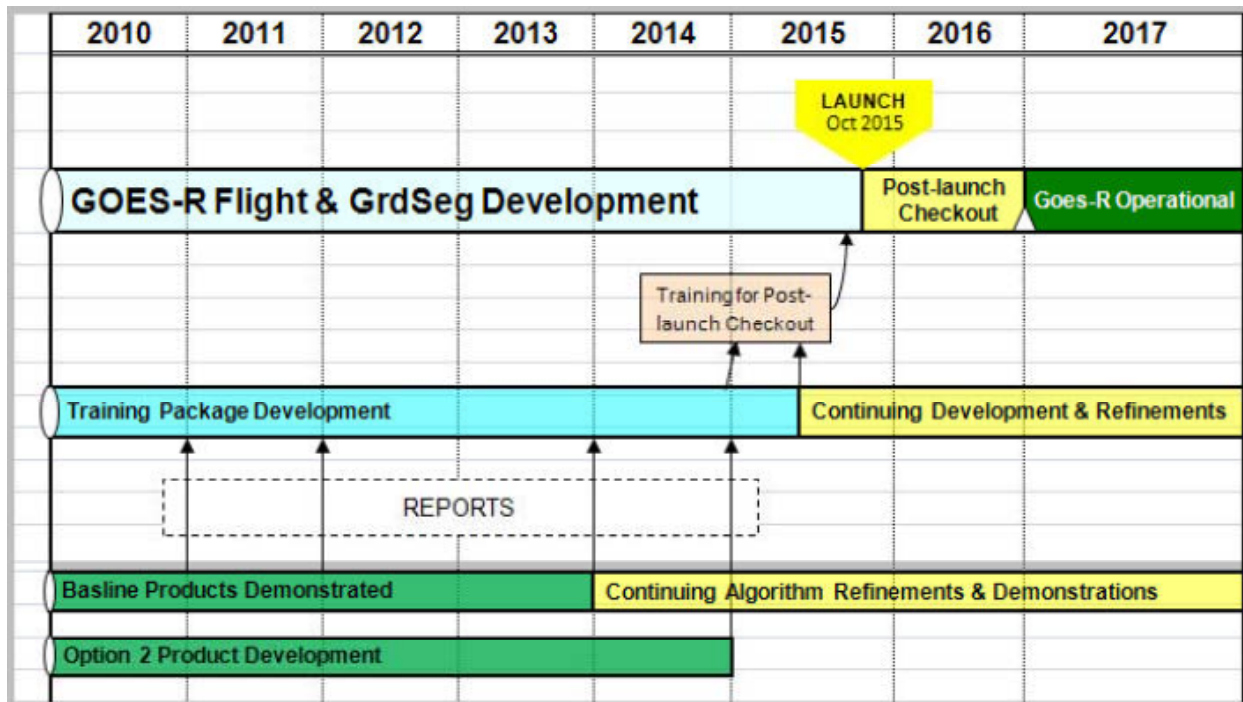 2010 2011 2012 2013 2014 2015 2016 2017
LAUNCH
Oct 2015
GOES-R Flight & GrdSeg Development
Post-launch
Checkout
Goes-R Operational
Training for Post-
launch Checkout
Training Package Development
Continuing Development & Refinements
REPORTS
Basline Products Demonstrated
Continuing Algorithm Refinements & Demonstrations
Option 2 Product Development